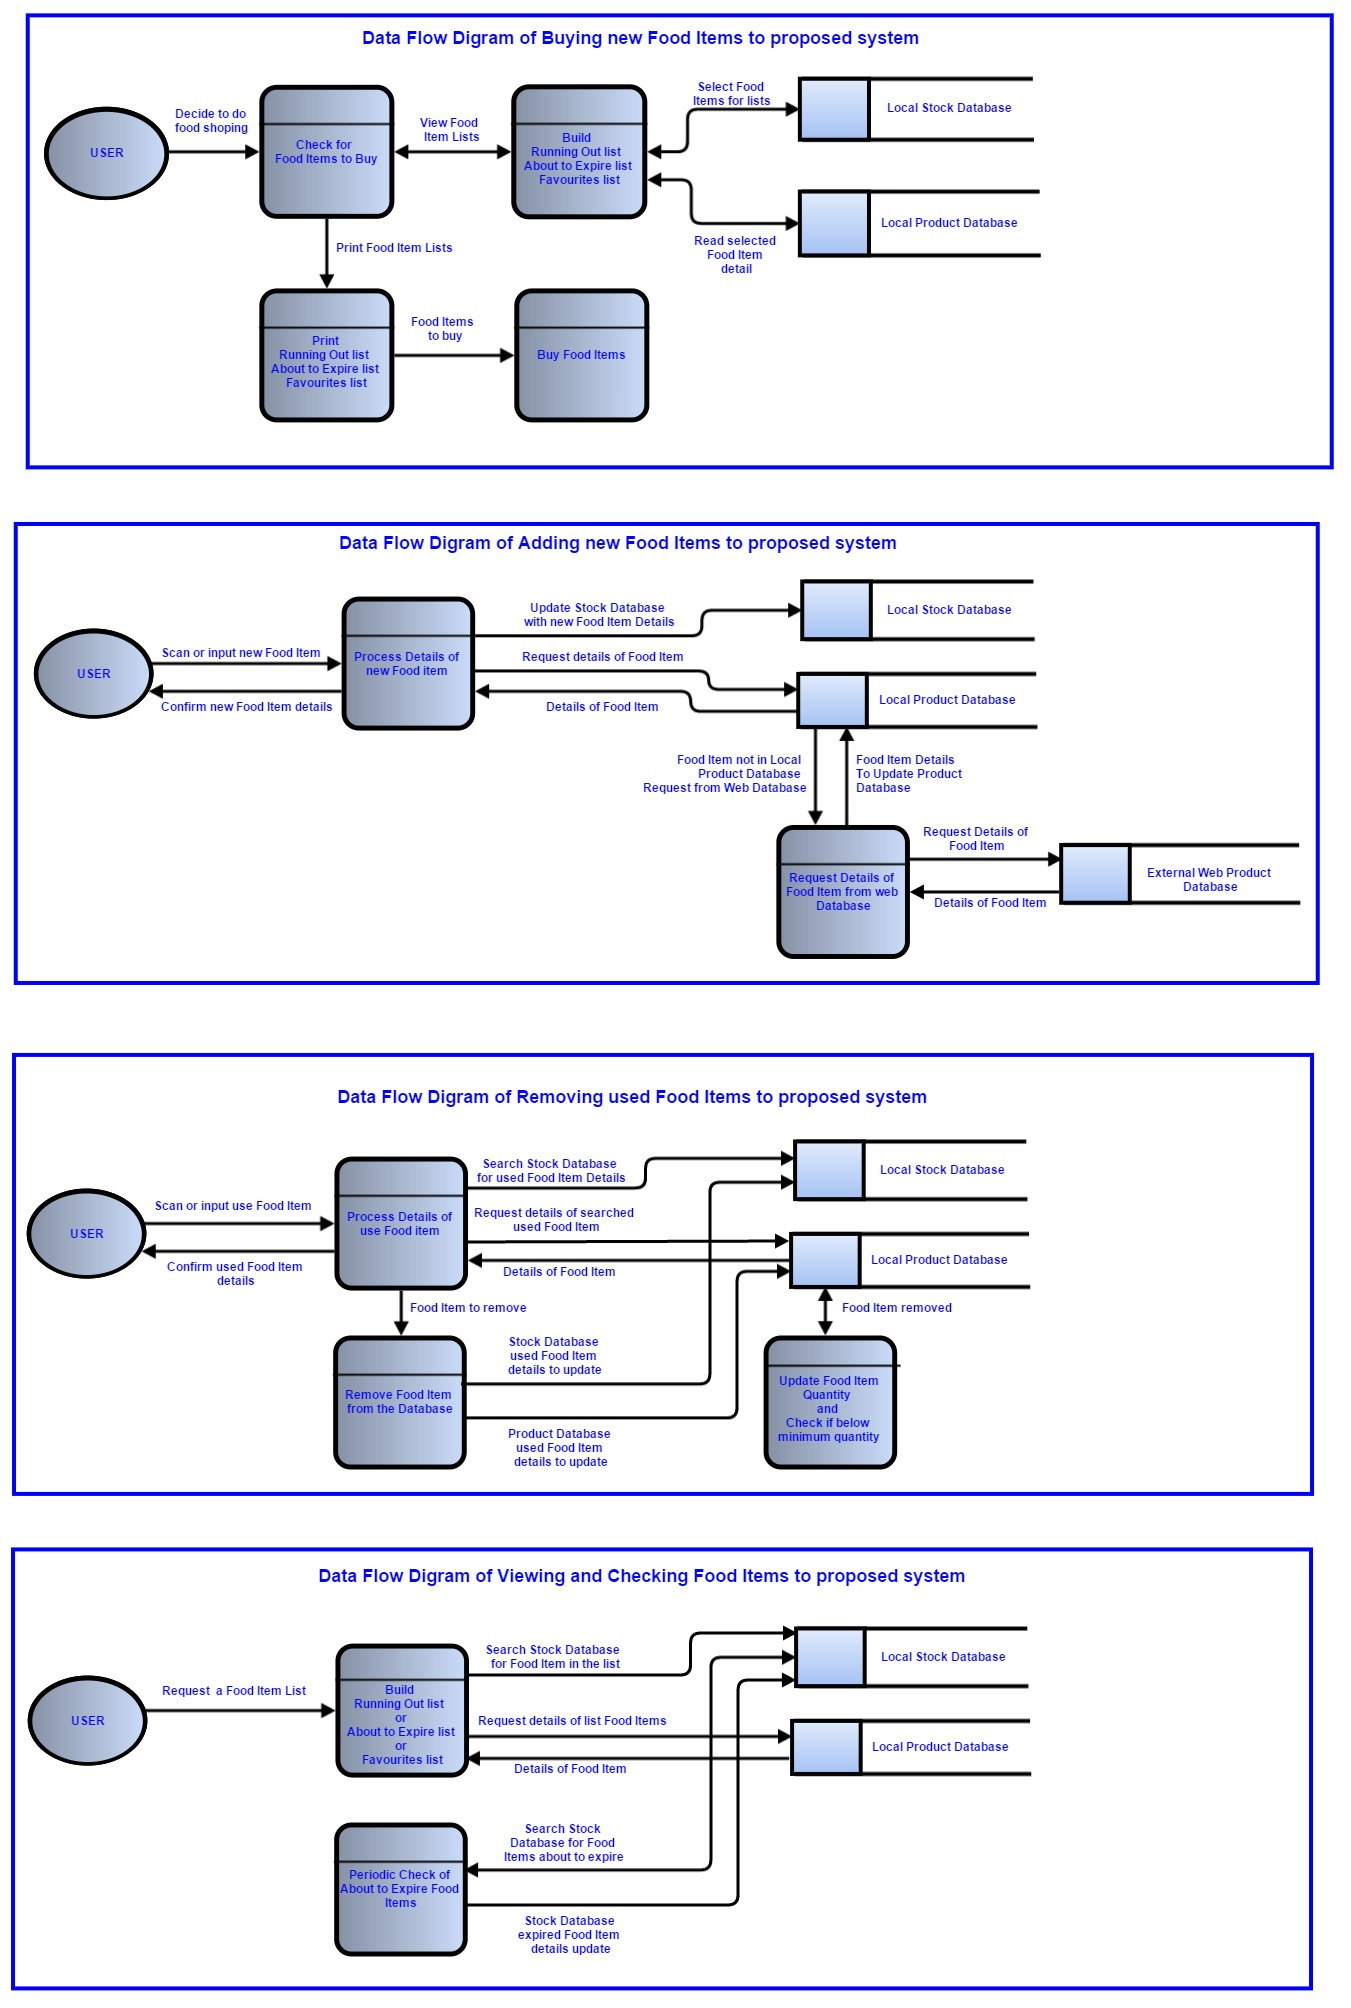 Data Flow Digram of Buying new Food Items to proposed system
USER
Decide to do
food shoping
Check for
Food Items to Buy
View Food
Item Lists
Build
Running Out list
About to Expire list
Favourites list
Select Food
Items for lists
Local Stock Database
Local Product Database
Read selected
Food Item
detail
Print Food Item Lists
Print
Running Out list
About to Expire list
Favourites list
Food Items
to buy
Buy Food Items
Data Flow Digram of Adding new Food Items to proposed system
USER
Scan or input new Food Item
Confirm new Food Item details
Process Details of
new Food item
Update Stock Database
with new Food Item Details
Request details of Food Item
Details of Food Item
Local Stock Database
Local Product Database
Food Item not in Local
Product Database
Request from Web Database
Food Item Details
To Update Product
Database
Request Details of
Food Item from web
Database
Request Details of
Food Item
Details of Food Item
External Web Product
Database
Data Flow Digram of Removing used Food Items to proposed system
USER
Scan or input use Food Item
Confirm used Food Item
details
Process Details of
use Food item
Search Stock Database
for used Food Item Details
Request details of searched
used Food Item
Details of Food Item
Local Stock Database
Local Product Database
Food Item to remove
Food Item removed
Remove Food Item
from the Database
Stock Database
used Food Item
details to update
Product Database
used Food Item
details to update
Update Food Item
Quantity
and
Check if below
minimum quantity
Data Flow Digram of Viewing and Checking Food Items to proposed system
USER
Request a Food Item List
Build
Running Out list
or
About to Expire list
or
Favourites list
Search Stock Database
for Food Item in the list
Request details of list Food Items
Details of Food Item
Local Stock Database
Local Product Database
Periodic Check of
About to Expire Food
Items
Search Stock
Database for Food
Items about to expire
Stock Database
expired Food Item
details update